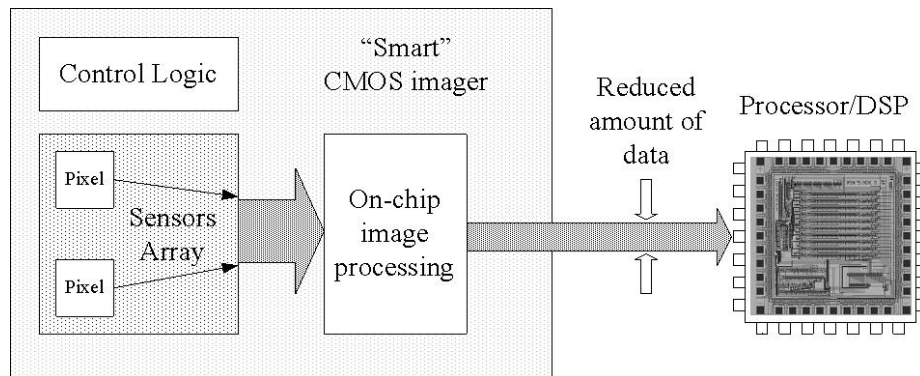 “Smart”
CMOS imager
Control Logic
Pixel
Sensors
Array
Pixel
On-chip
image
processing
Reduced
amount of
data
Processor/DSP